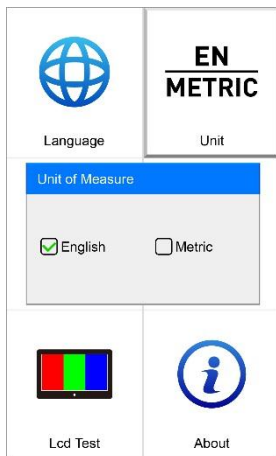 EN
METRIC
Language
Unit
Unit of Measure
English
Metric
i
Lcd Test
About